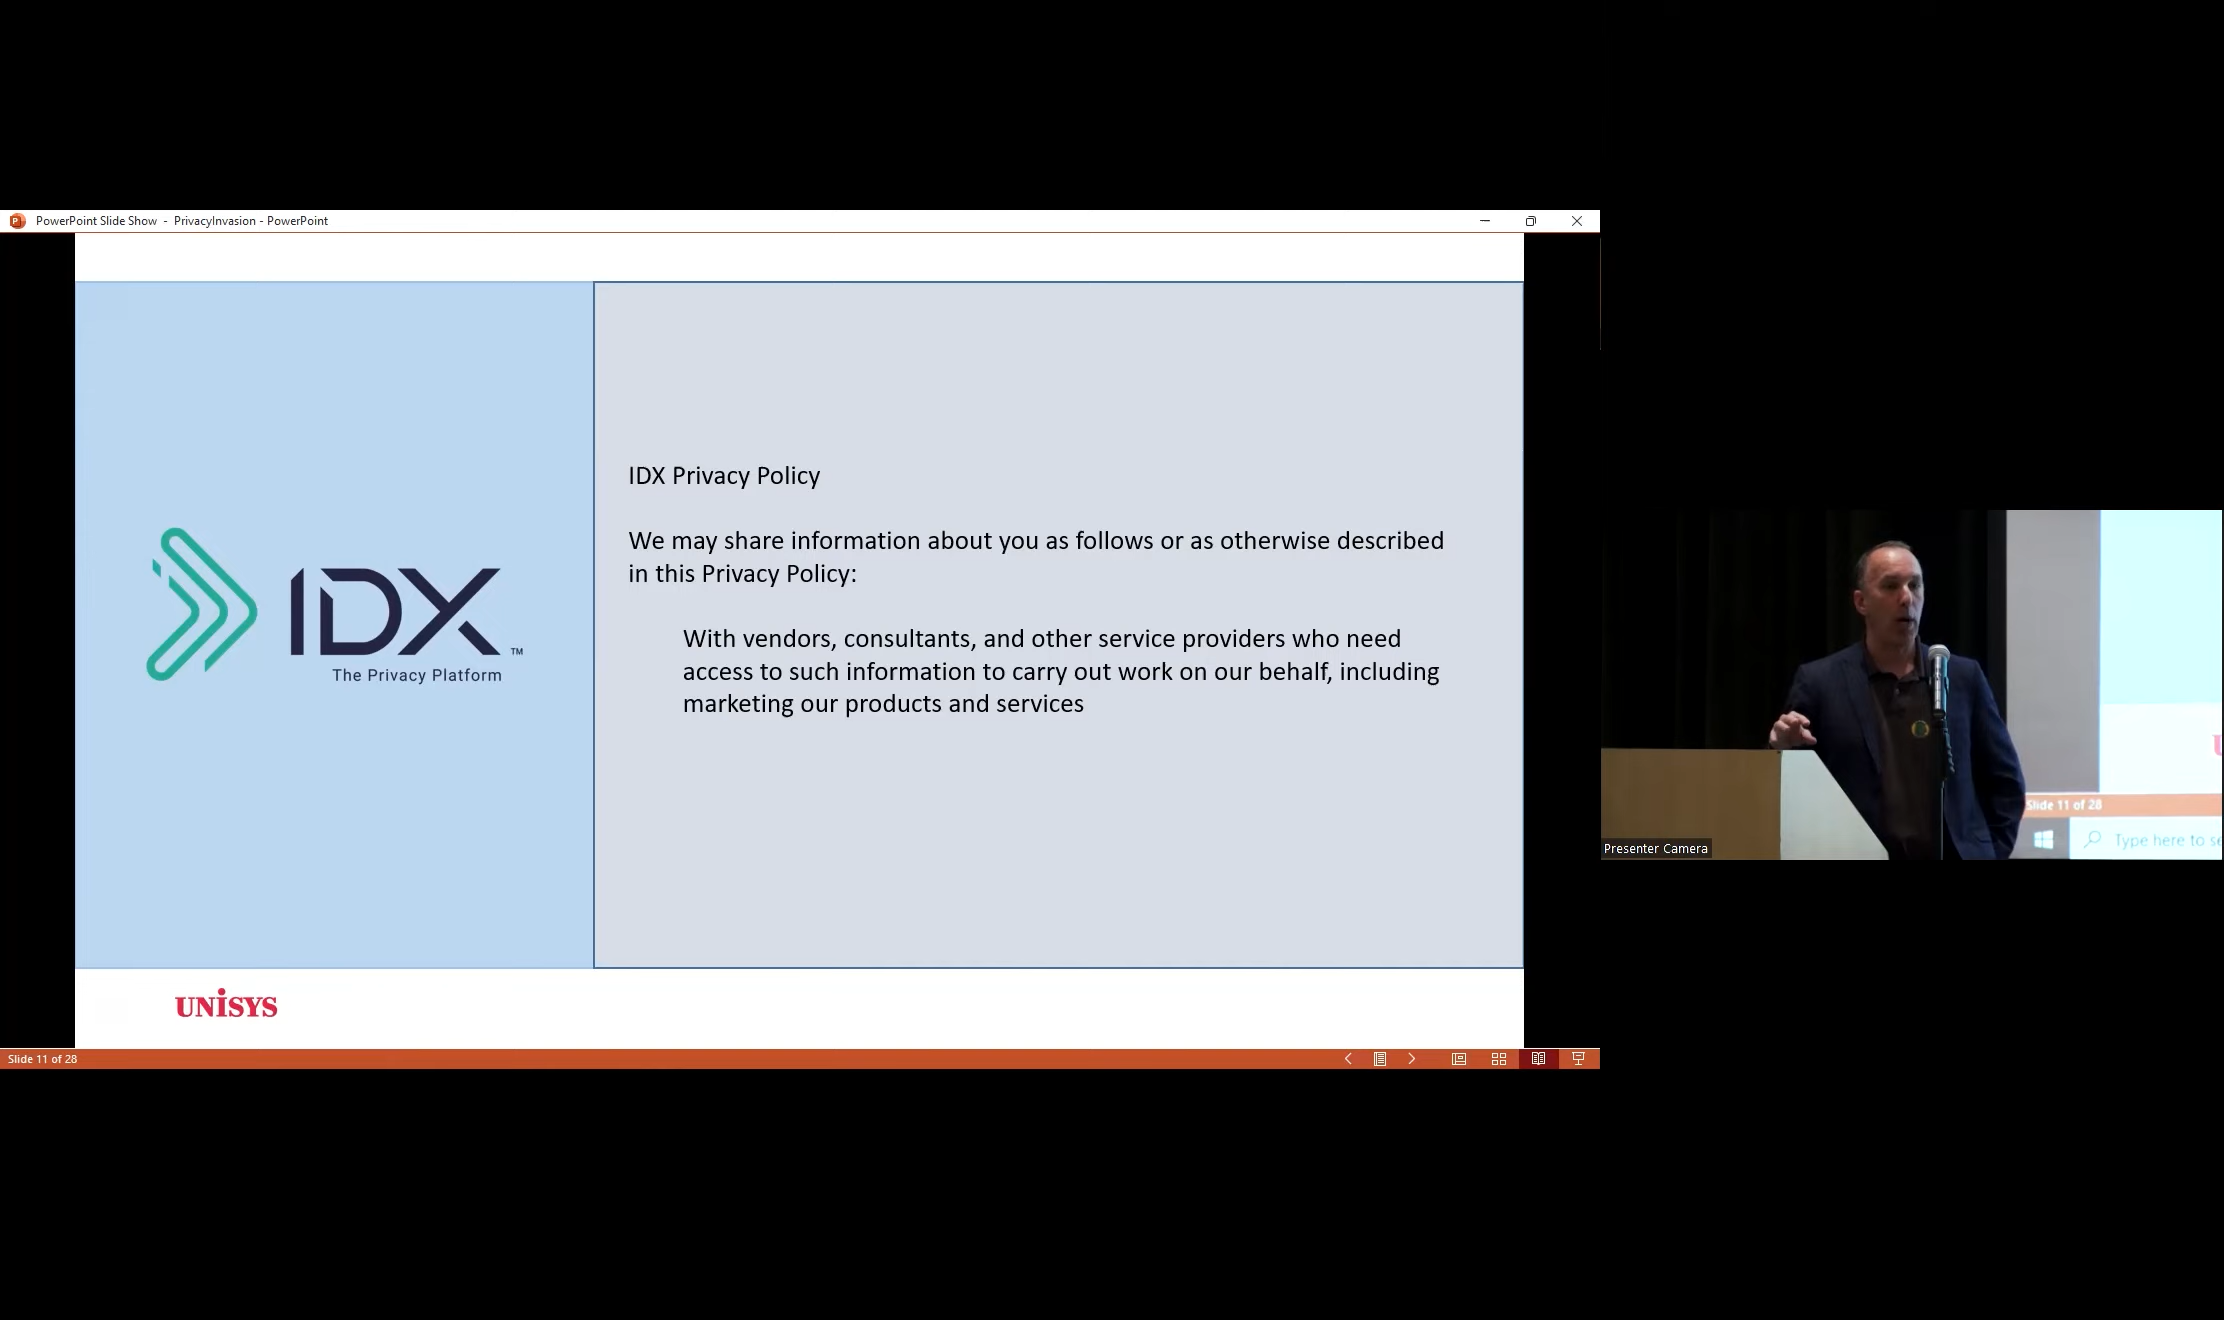 PowerPoint Slide Show - PrivacyInvasion - PowerPoint
IDX™
The Privacy Platform
IDX Privacy Policy
We may share information about you as follows or as otherwise described
in this Privacy Policy:
With vendors, consultants, and other service providers who need
access to such information to carry out work on our behalf, including
marketing our products and services
UNiSYS
Slide 11 of 28
Slide 11 of 28
Type here to se
Presenter Camera